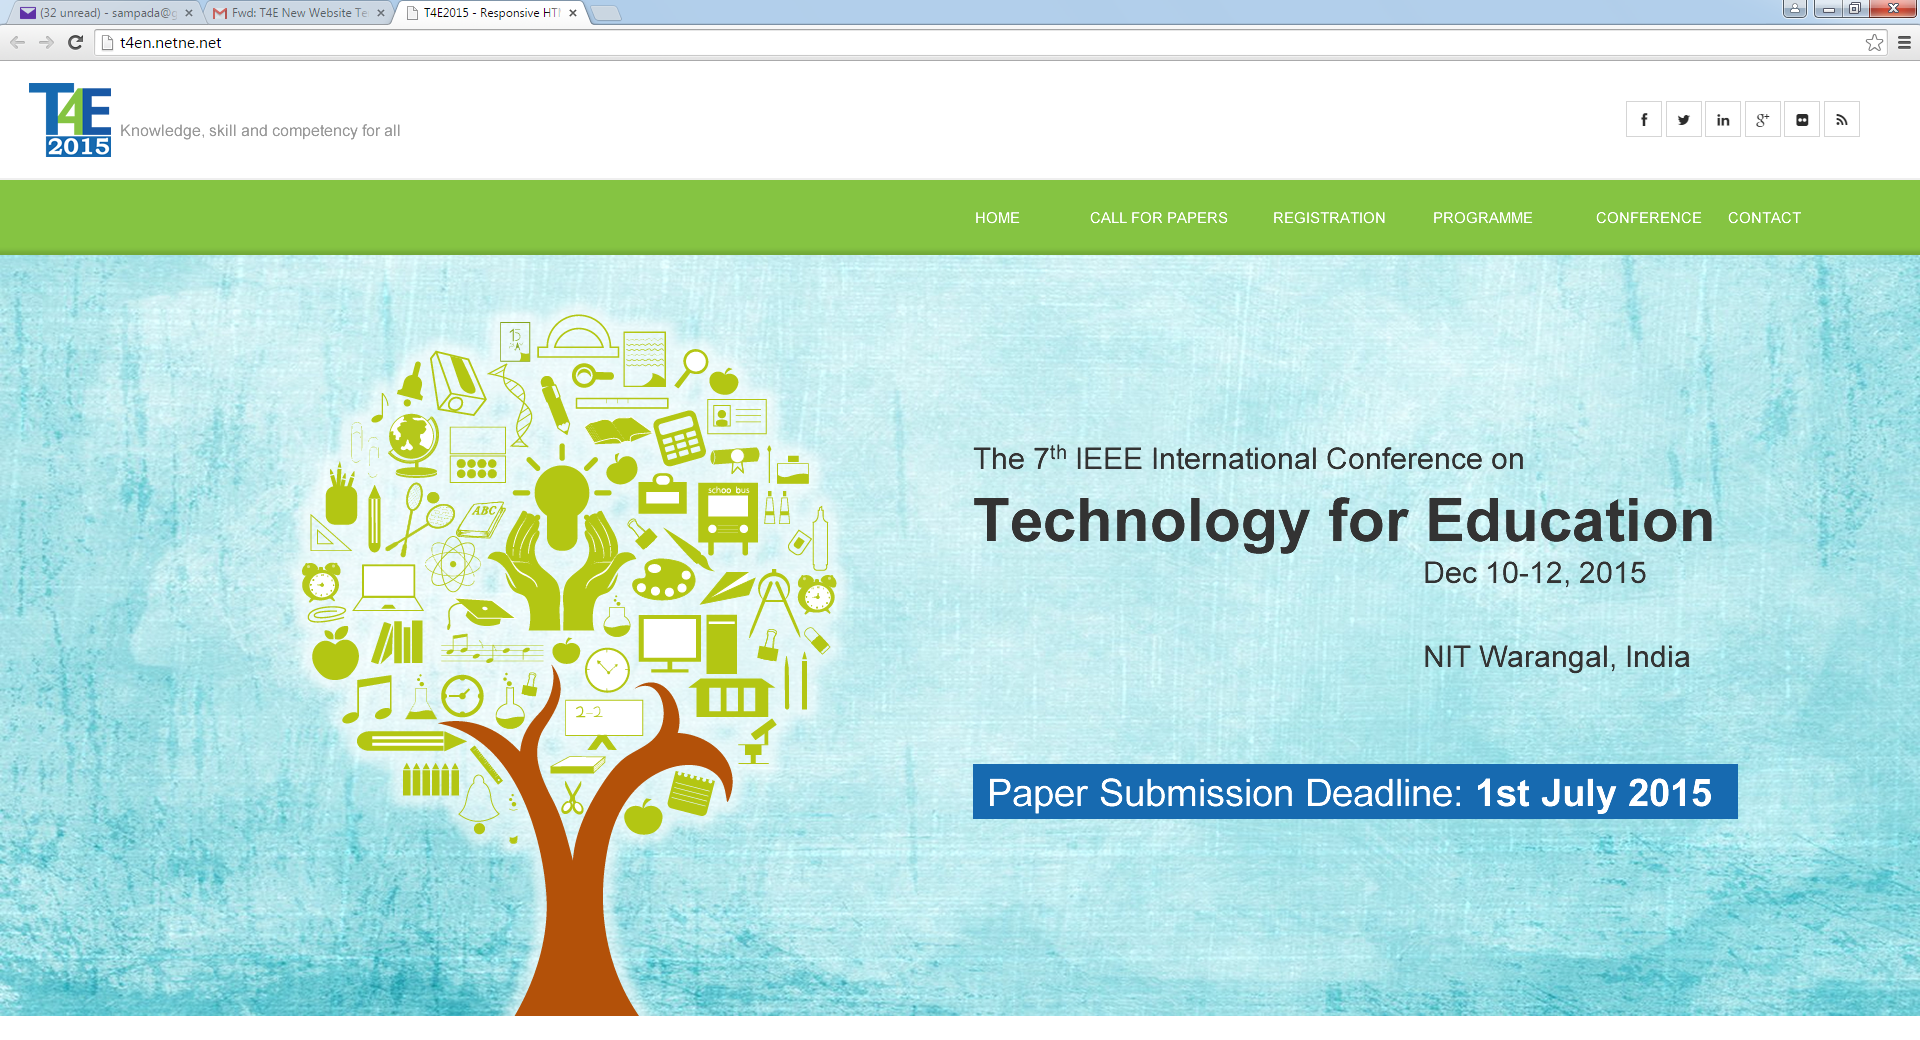 (32 unread) - sampada@g
Fwd: T4E New Website Te
T4E2015 - Responsive HT
t4en.netne.net
T4E
2015
Knowledge, skill and competency for all
HOME CALL FOR PAPERS REGISTRATION PROGRAMME CONFERENCE CONTACT
15
schoo bus
ABC
2-2
The 7th IEEE International Conference on
Technology for Education
Dec 10-12, 2015
NIT Warangal, India
Paper Submission Deadline: 1st July 2015